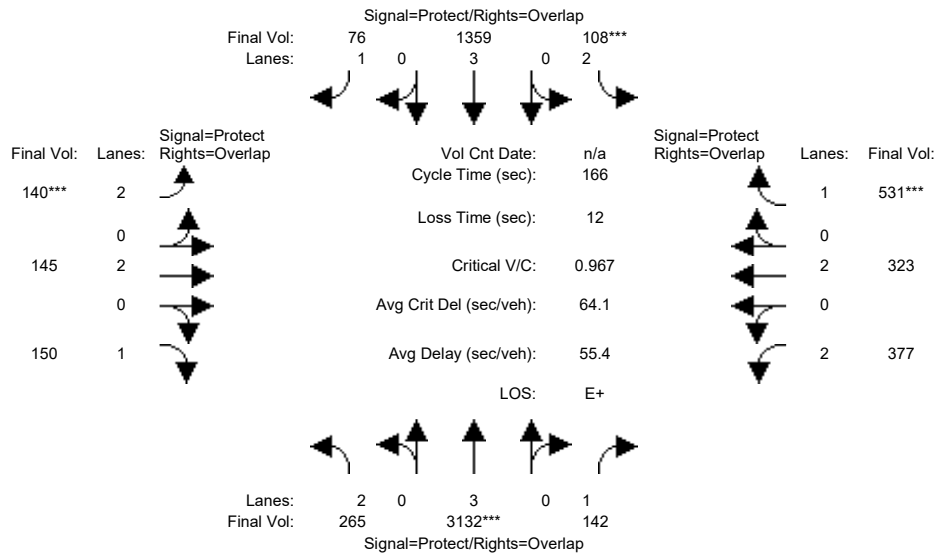 Signal=Protect/Rights=Overlap
Final Vol: 76 1359 108***
Lanes: 1 0 3 0 2
Signal=Protect Signal=Protect
Final Vol: Lanes: Rights=Overlap Vol Cnt Date: n/a Rights=Overlap Lanes: Final Vol:
Cycle Time (sec): 166
140*** 2 1 531***
Loss Time (sec): 12
0 0
145 2 Critical V/C: 0.967 2 323
0 Avg Crit Del (sec/veh): 64.1 0
150 1 Avg Delay (sec/veh): 55.4 2 377
LOS: E+
Lanes: 2 0 3 0 1
Final Vol: 265 3132*** 142
Signal=Protect/Rights=Overlap